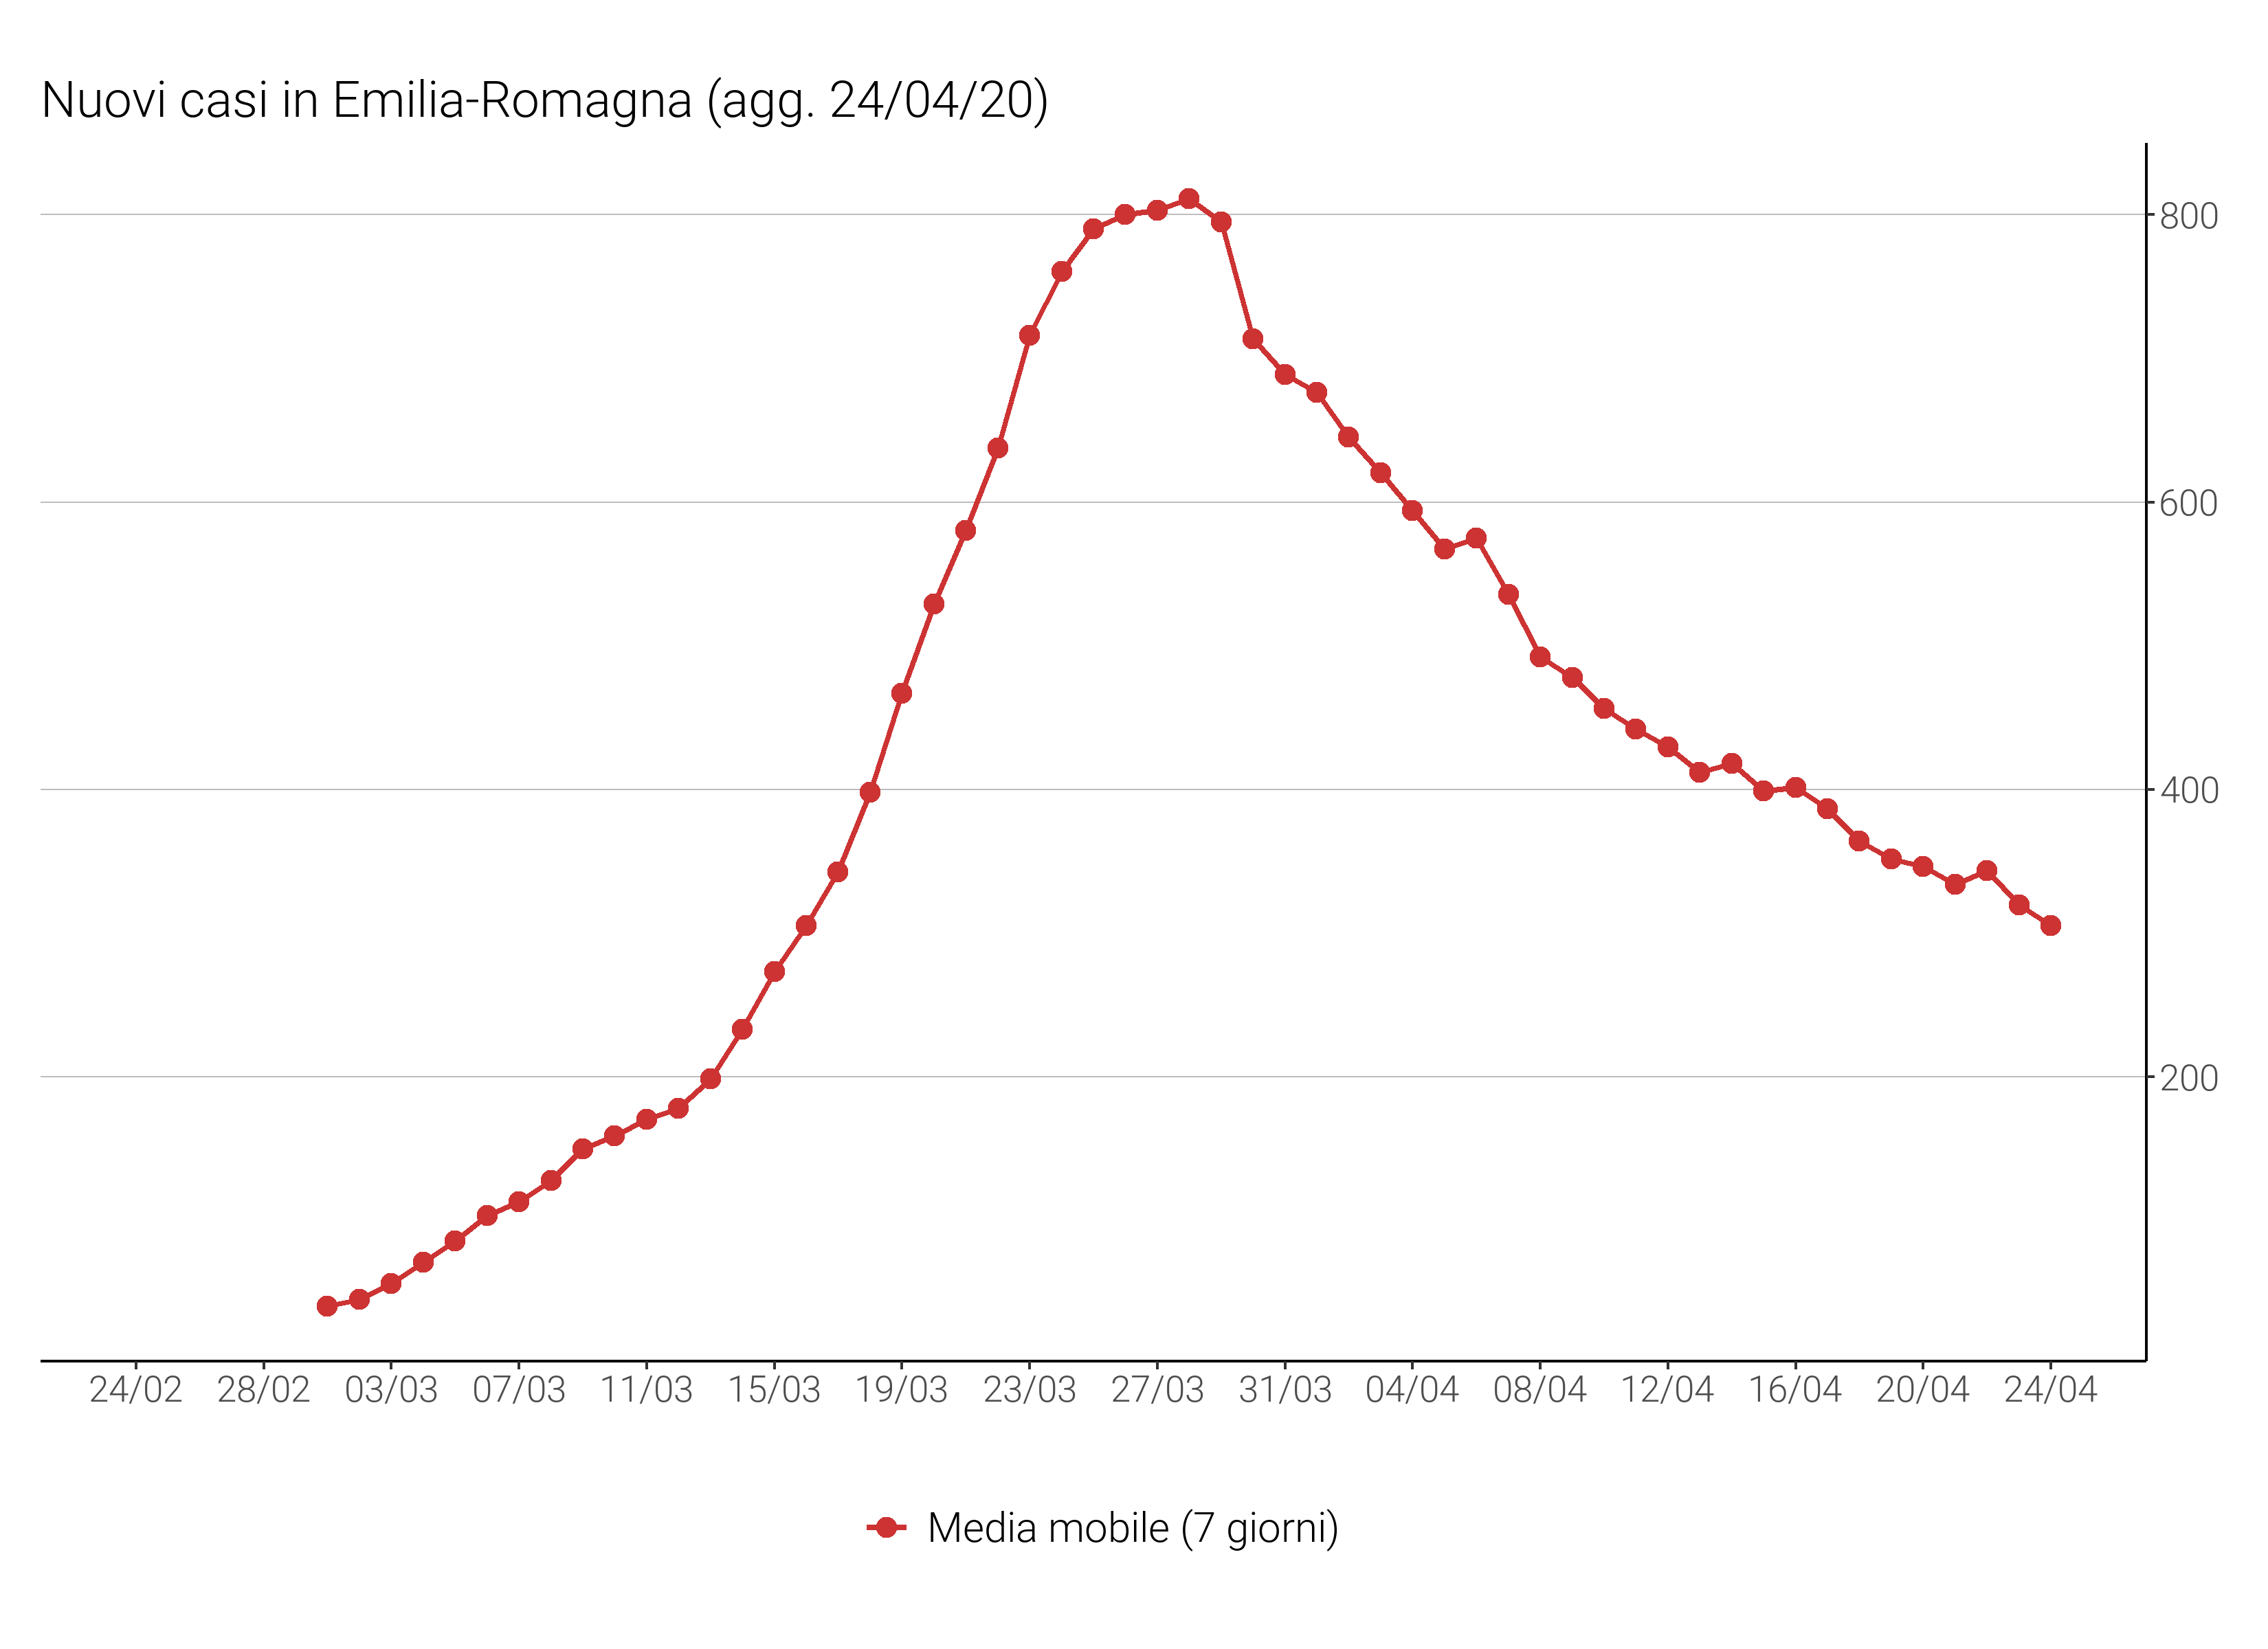 Nuovi casi in Emilia-Romagna (agg. 24/04/20)
800
600
400
200
24/02 28/02 03/03 07/03 11/03 15/03 19/03 23/03 27/03 31/03 04/04 08/04 12/04 16/04 20/04 24/04
Media mobile (7 giorni)